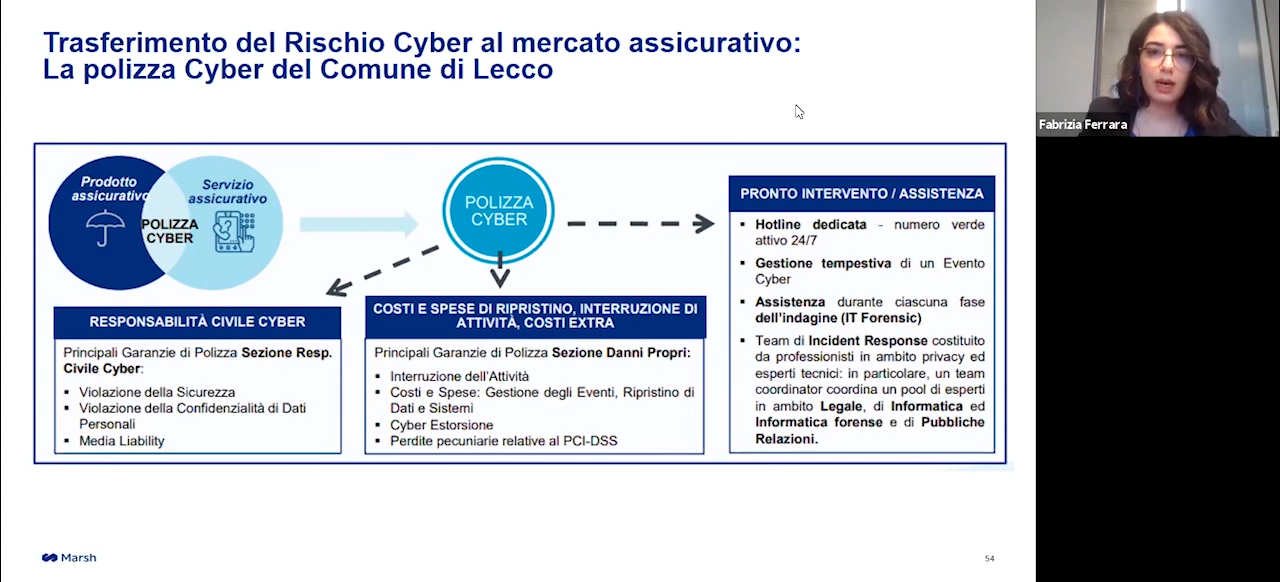 Trasferimento del Rischio Cyber al mercato assicurativo:
La polizza Cyber del Comune di Lecco
Fabrizia Ferrara
Prodotto
assicurativo
Servizio
assicurativo
POLIZZA
CYBER
POLIZZA
CYBER
RESPONSABILITÀ CIVILE CYBER
Principali Garanzie di Polizza Sezione Resp.
Civile Cyber:
▪ Violazione della Sicurezza
▪ Violazione della Confidenzialità di Dati
Personali
▪ Media Liability
COSTI E SPESE DI RIPRISTINO, INTERRUZIONE DI
ATTIVITÀ, COSTI EXTRA
Principali Garanzie di Polizza Sezione Danni Propri:
▪ Interruzione dell'Attività
▪ Costi e Spese: Gestione degli Eventi, Ripristino di
Dati e Sistemi
▪ Cyber Estorsione
▪ Perdite pecuniarie relative al PCI-DSS
PRONTO INTERVENTO / ASSISTENZA
▪ Hotline dedicata - numero verde
attivo 24/7
▪ Gestione tempestiva di un Evento
Cyber
▪ Assistenza durante ciascuna fase
dell'indagine (IT Forensic)
▪ Team di Incident Response costituito
da professionisti in ambito privacy ed
esperti tecnici: in particolare, un team
coordinator coordina un pool di esperti
in ambito Legale, di Informatica ed
Informatica forense e di Pubbliche
Relazioni.
Marsh
54